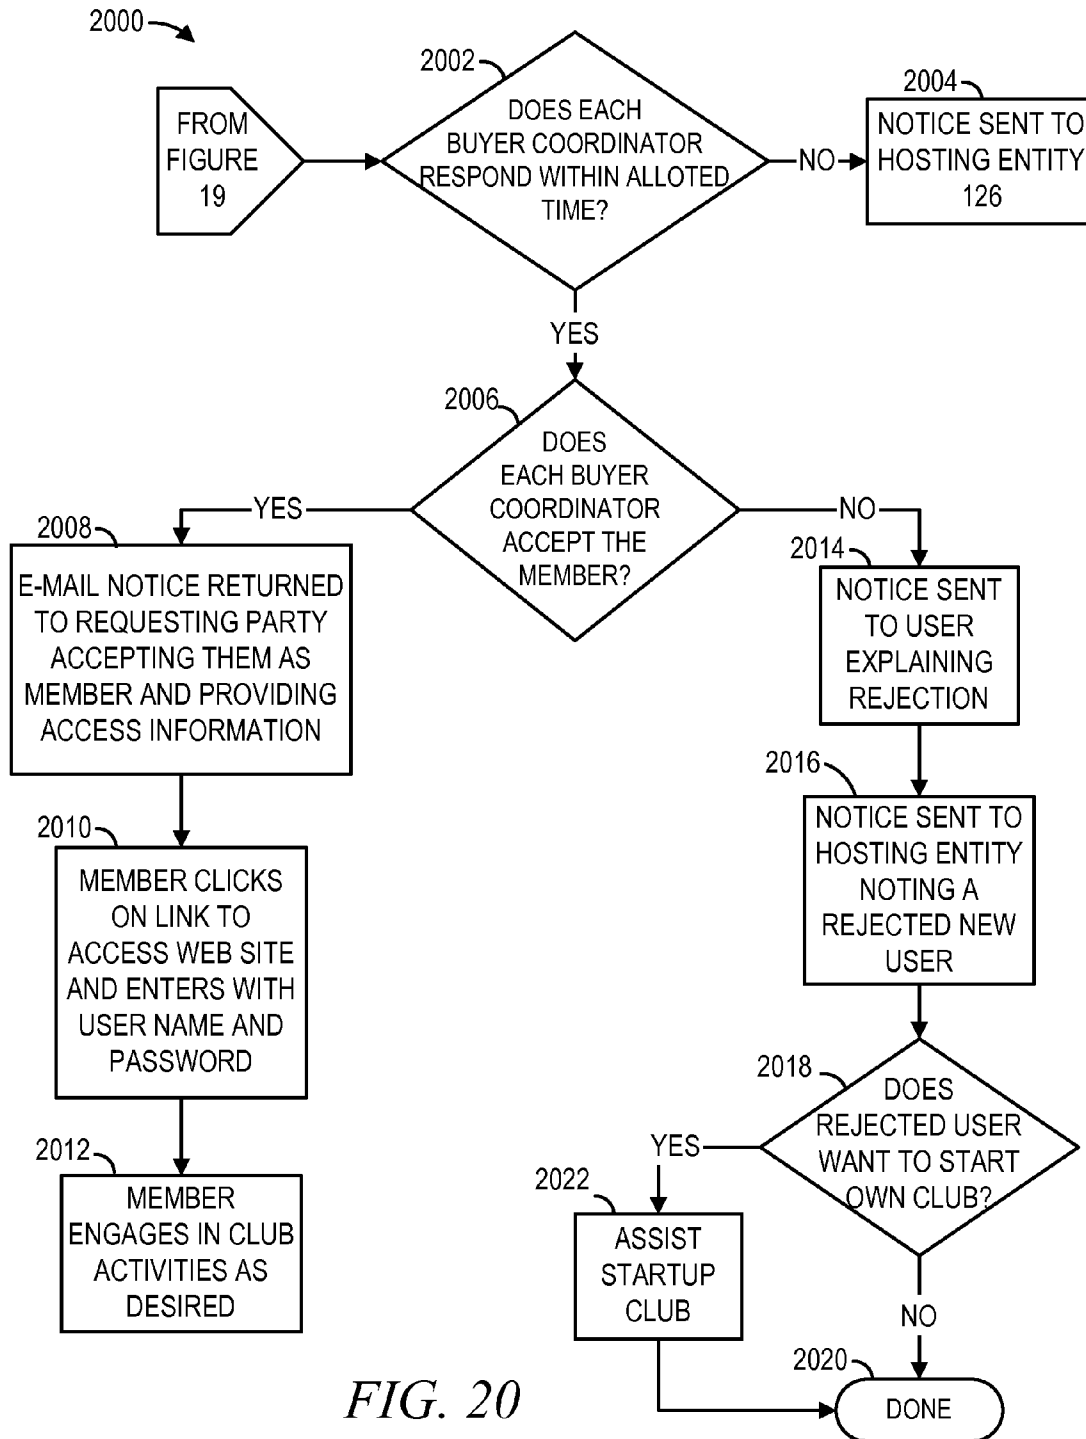 2000
FROM
FIGURE
19
2002
DOES EACH
BUYER COORDINATOR
RESPOND WITHIN ALLOTED
TIME?
NO
2004
NOTICE SENT TO
HOSTING ENTITY
126
YES
2006
DOES
EACH BUYER
COORDINATOR
ACCEPT THE
MEMBER?
YES
2008
E-MAIL NOTICE RETURNED
TO REQUESTING PARTY
ACCEPTING THEM AS
MEMBER AND PROVIDING
ACCESS INFORMATION
2010
MEMBER CLICKS
ON LINK TO
ACCESS WEB SITE
AND ENTERS WITH
USER NAME AND
PASSWORD
2012
MEMBER
ENGAGES IN CLUB
ACTIVITIES AS
DESIRED
NO
2014
NOTICE SENT
TO USER
EXPLAINING
REJECTION
2016
NOTICE SENT TO
HOSTING ENTITY
NOTING A
REJECTED NEW
USER
2018
DOES
REJECTED USER
WANT TO START
OWN CLUB?
YES
2022
ASSIST
STARTUP
CLUB
NO
2020
DONE
FIG. 20